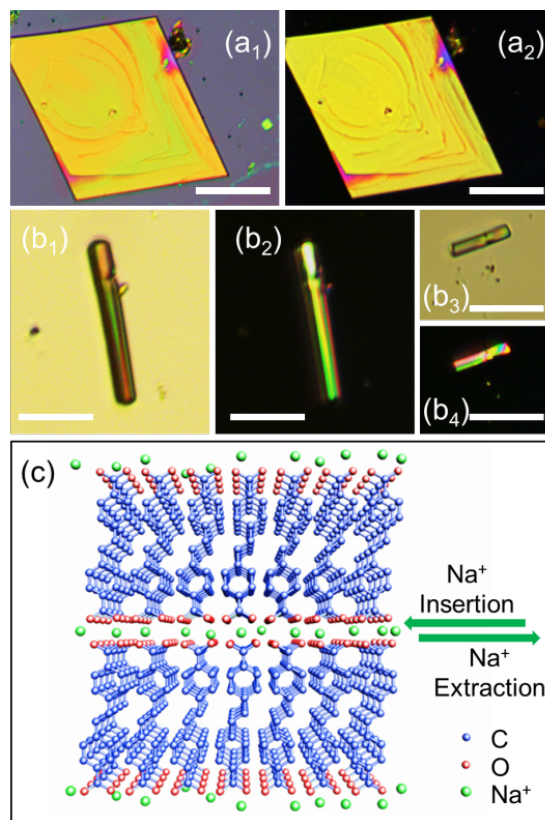 (a₁)
(a₂)
(b₁)
(b₂)
(b₃)
(b₄)
(c)
Na⁺
Insertion
Na⁺
Extraction
C
O
Na⁺